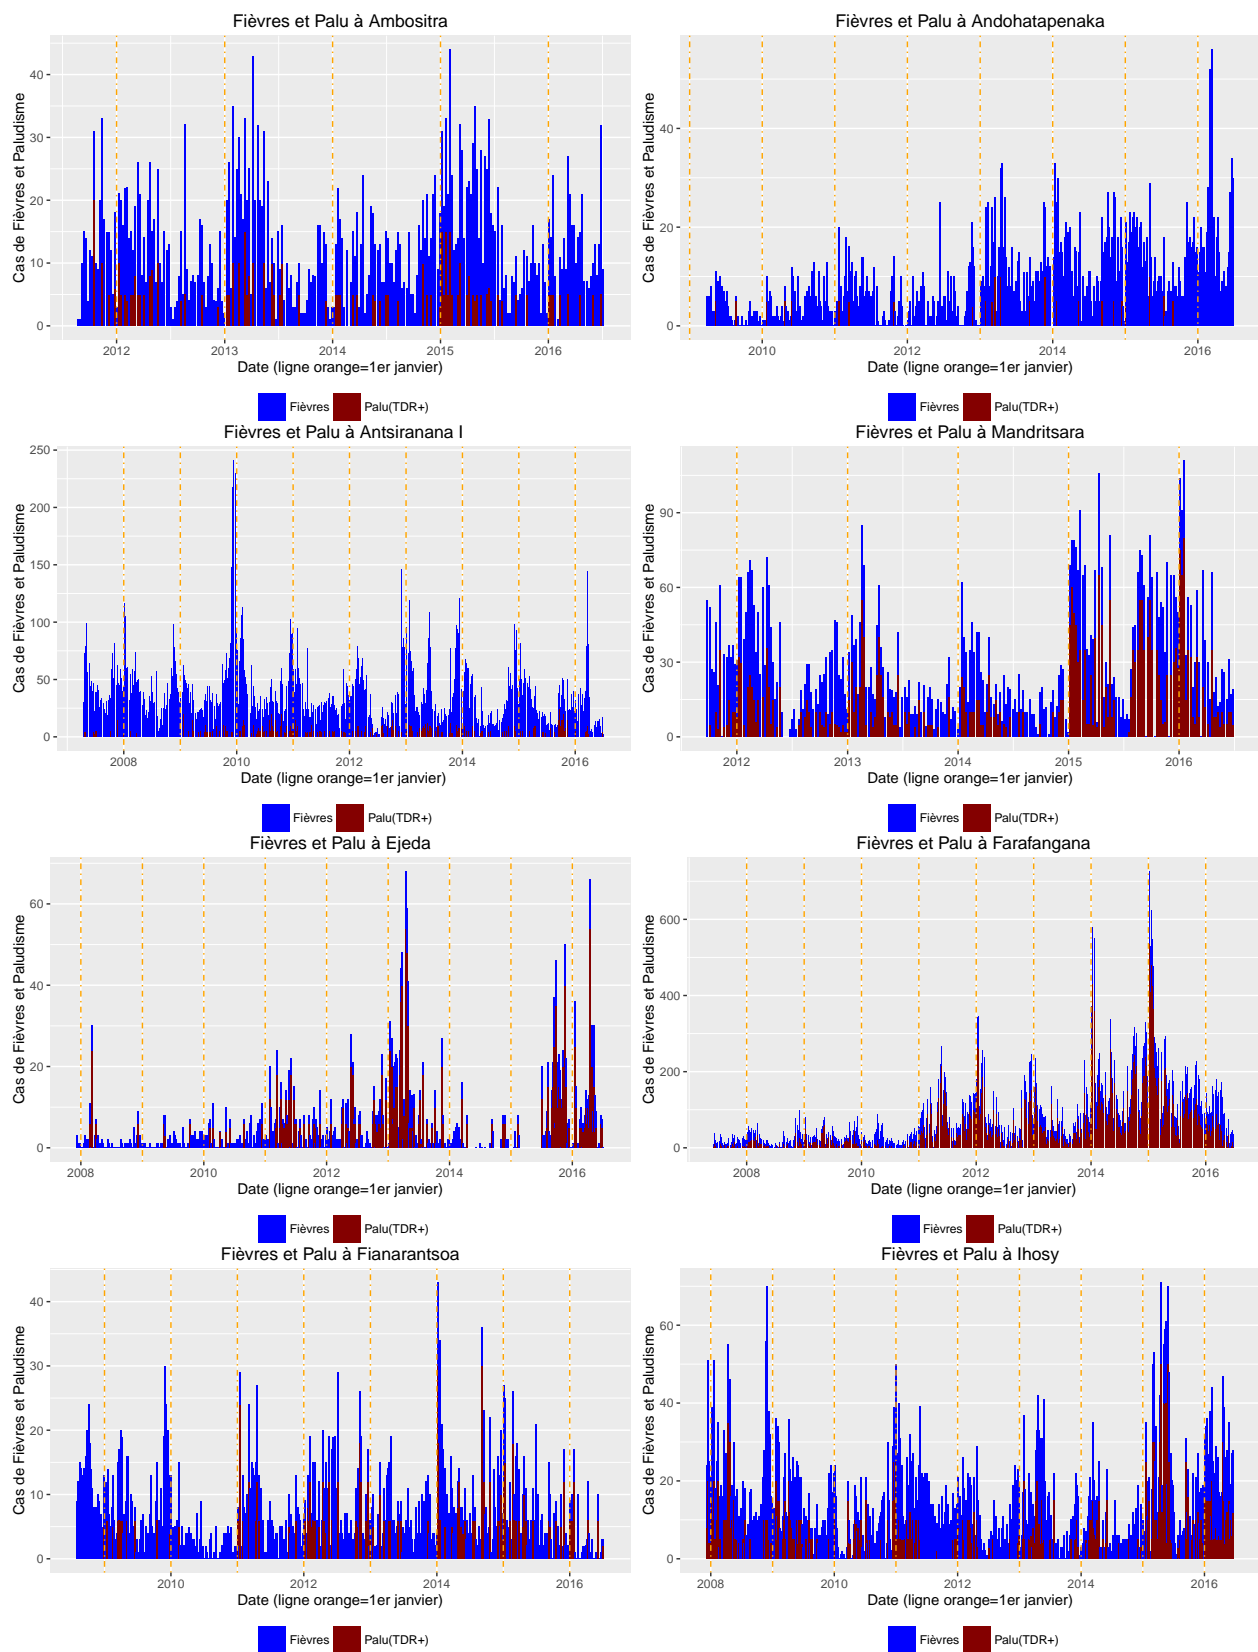 Fièvres et Palu à Ambositra
Cas de Fièvres et Paludisme
40
30
20
10
0
2012 2013 2014 2015 2016
Date (ligne orange=1er janvier)
Fièvres Palu(TDR+)
Fièvres et Palu à Andohatapenaka
Cas de Fièvres et Paludisme
40
20
0
2010 2012 2014 2016
Date (ligne orange=1er janvier)
Fièvres Palu(TDR+)
Fièvres et Palu à Antsiranana I
Cas de Fièvres et Paludisme
250
200
150
100
50
0
2008 2010 2012 2014 2016
Date (ligne orange=1er janvier)
Fièvres Palu(TDR+)
Fièvres et Palu à Mandritsara
Cas de Fièvres et Paludisme
90
60
30
0
2012 2013 2014 2015 2016
Date (ligne orange=1er janvier)
Fièvres Palu(TDR+)
Fièvres et Palu à Ejeda
Cas de Fièvres et Paludisme
60
40
20
0
2008 2010 2012 2014 2016
Date (ligne orange=1er janvier)
Fièvres Palu(TDR+)
Fièvres et Palu à Farafangana
Cas de Fièvres et Paludisme
600
400
200
0
2008 2010 2012 2014 2016
Date (ligne orange=1er janvier)
Fièvres Palu(TDR+)
Fièvres et Palu à Fianarantsoa
Cas de Fièvres et Paludisme
40
30
20
10
0
2010 2012 2014 2016
Date (ligne orange=1er janvier)
Fièvres Palu(TDR+)
Fièvres et Palu à Ihosy
Cas de Fièvres et Paludisme
60
40
20
0
2008 2010 2012 2014 2016
Date (ligne orange=1er janvier)
Fièvres Palu(TDR+)